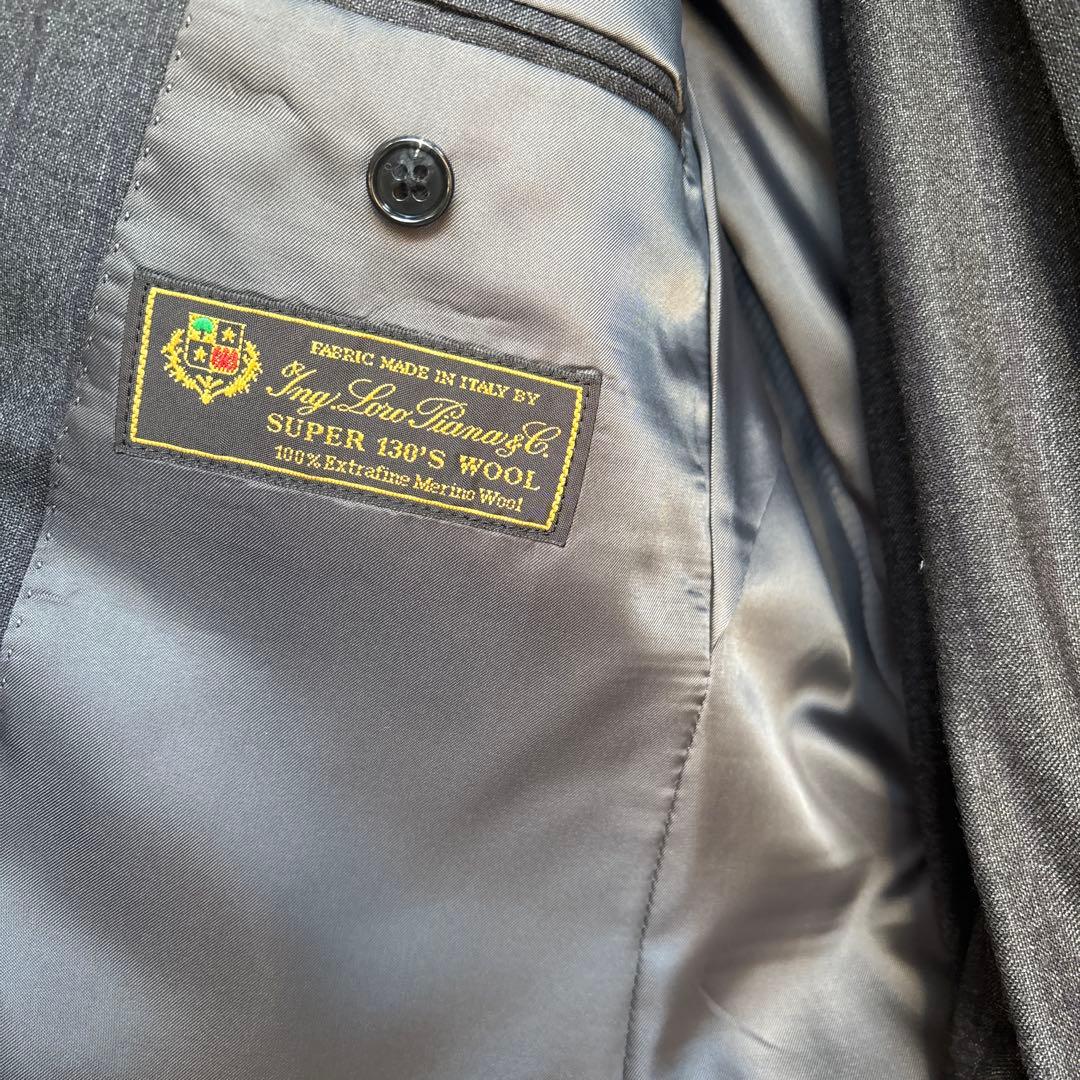 FABRIC MADE IN ITALY BY
Ing. Loro Piana & C.
SUPER 130'S WOOL
100% Extrafine Merino Wool